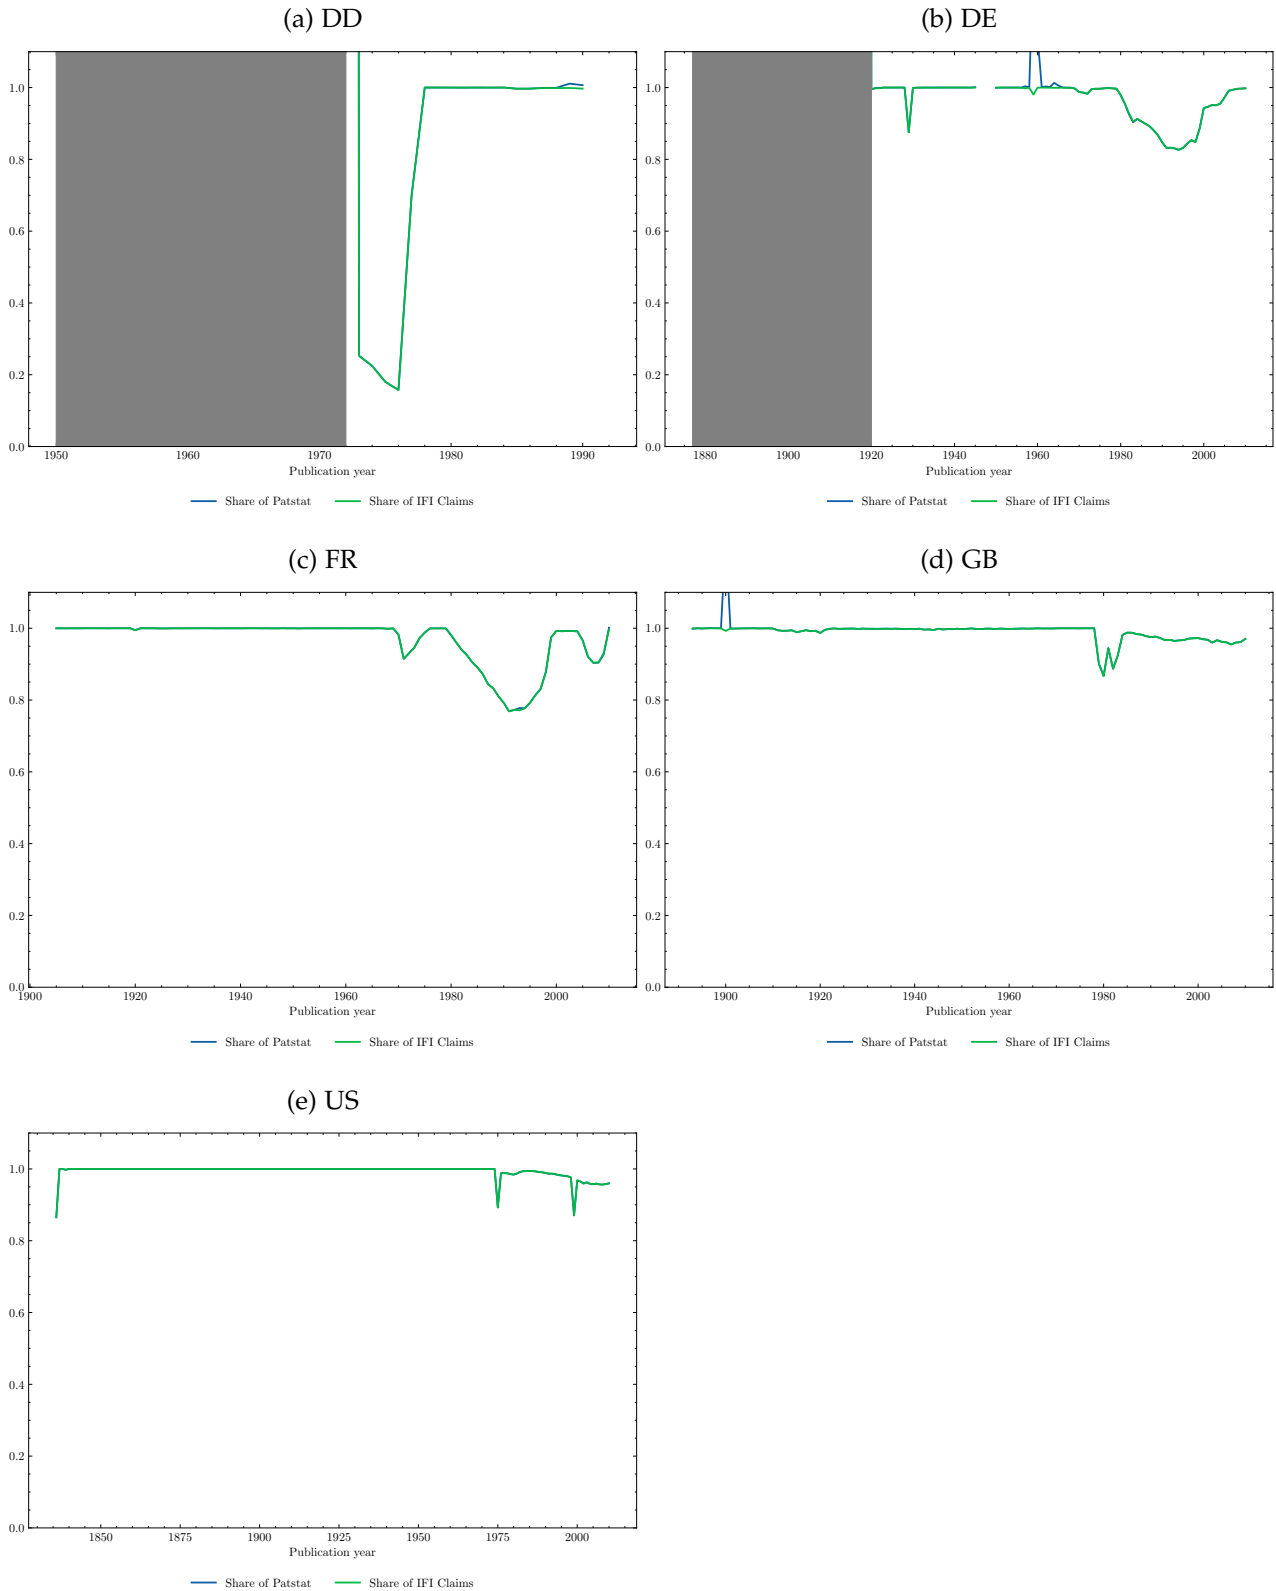 (a) DD
(b) DE
1.0
0.8
0.6
0.4
0.2
0.0
1950 1960 1970 1980 1990
Publication year
Share of Patstat Share of IFI Claims
1.0
0.8
0.6
0.4
0.2
0.0
1880 1900 1920 1940 1960 1980 2000
Publication year
Share of Patstat Share of IFI Claims
(c) FR
(d) GB
1.0
0.8
0.6
0.4
0.2
0.0
1900 1920 1940 1960 1980 2000
Publication year
Share of Patstat Share of IFI Claims
1.0
0.8
0.6
0.4
0.2
0.0
1900 1920 1940 1960 1980 2000
Publication year
Share of Patstat Share of IFI Claims
(e) US
1.0
0.8
0.6
0.4
0.2
0.0
1850 1875 1900 1925 1950 1975 2000
Publication year
Share of Patstat Share of IFI Claims